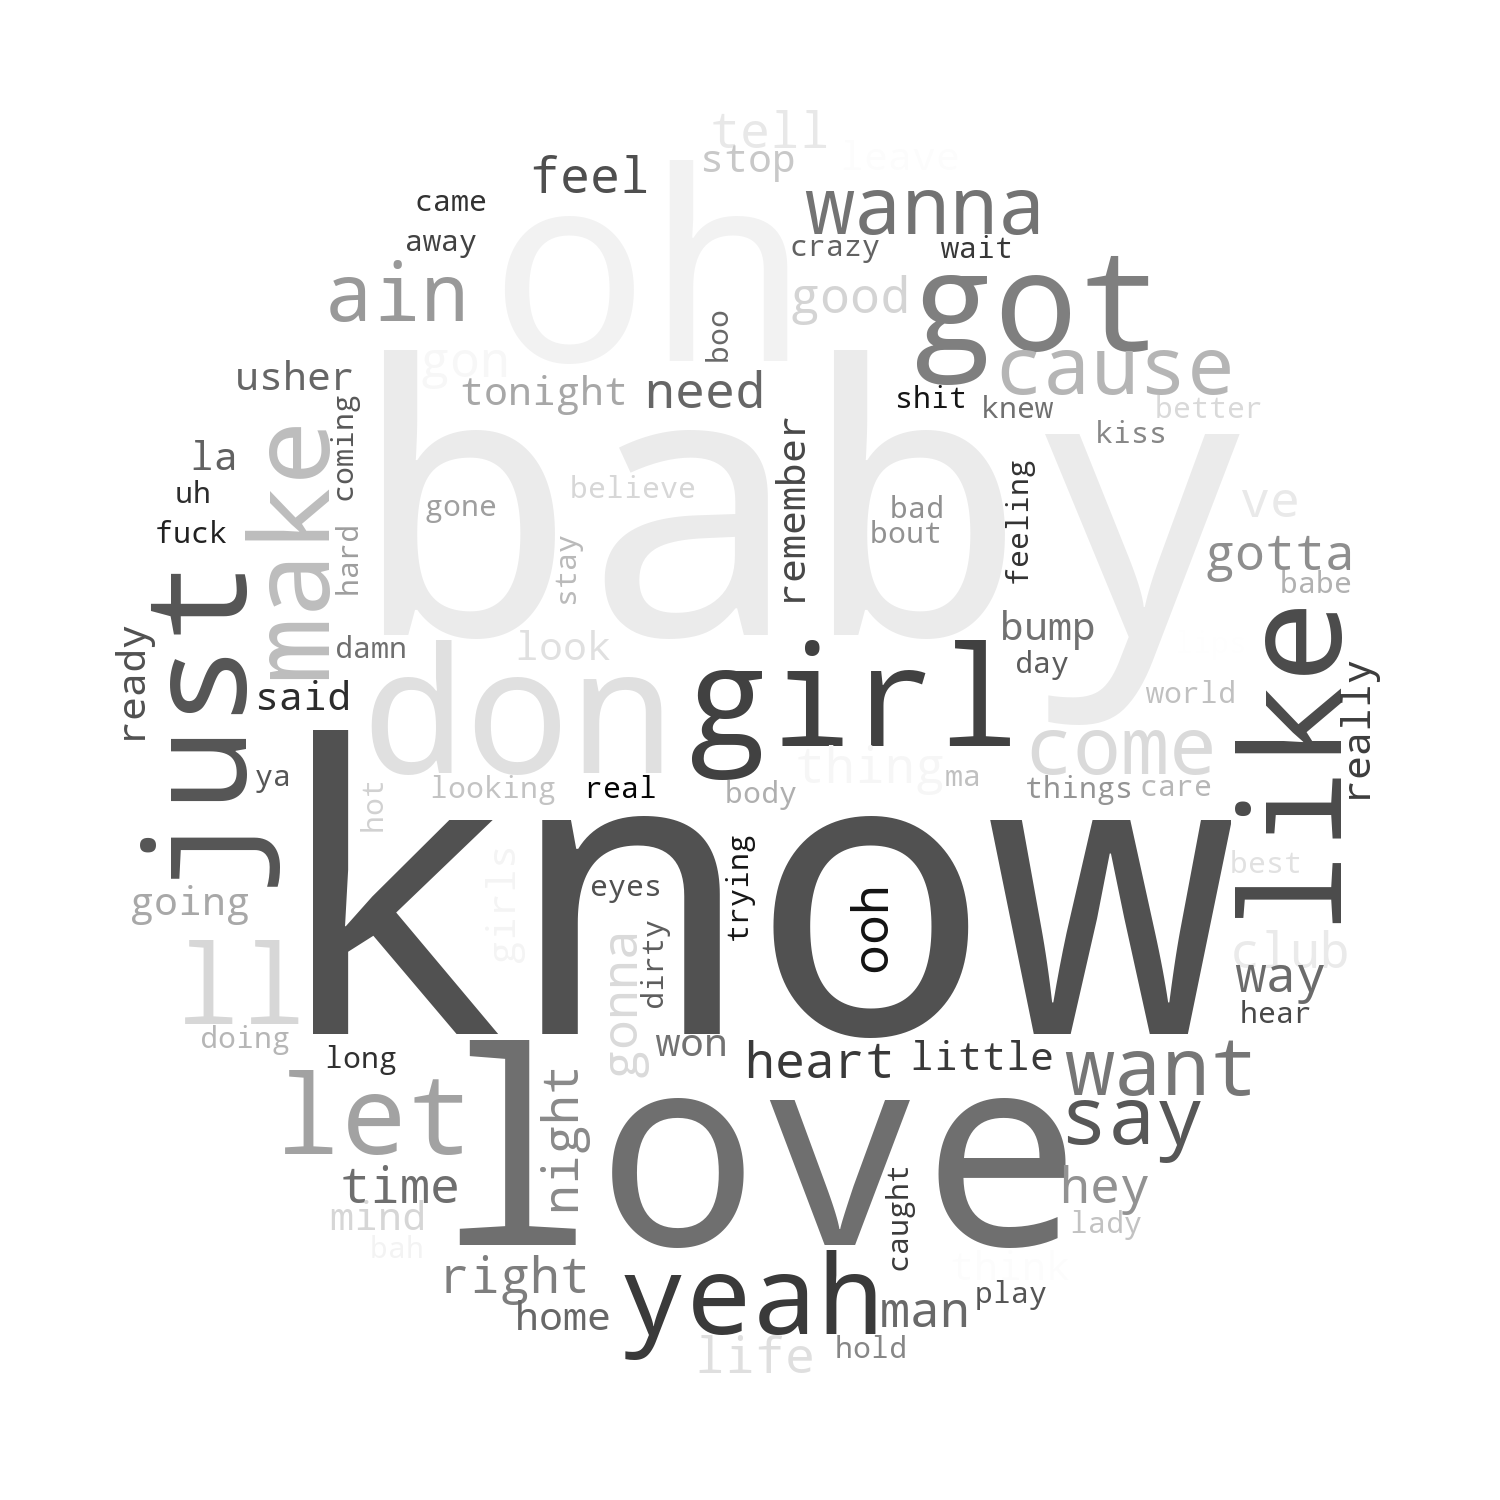 tell
leave
stop
feel
oh
wanna
came
away
crazy
wait
ain
good
got
boo
gon
cause
usher
tonight
need
shit
knew
better
coming
kiss
la
make
baby
remember
uh
gone
believe
bad
feeling
ve
fuck
hard
stay
bout
gotta
babe
just
ready
damn
look
don
girl
bump
day
like
said
world
really
come
thing
ya
hot
looking
real
body
ma
things
care
know
going
girls
eyes
trying
ooh
best
ll
gonna
dirty
club
way
doing
hear
long
won
heart
little
want
let
love
night
say
time
caught
hey
mind
lady
bah
right
yeah
think
home
man
play
life
hold